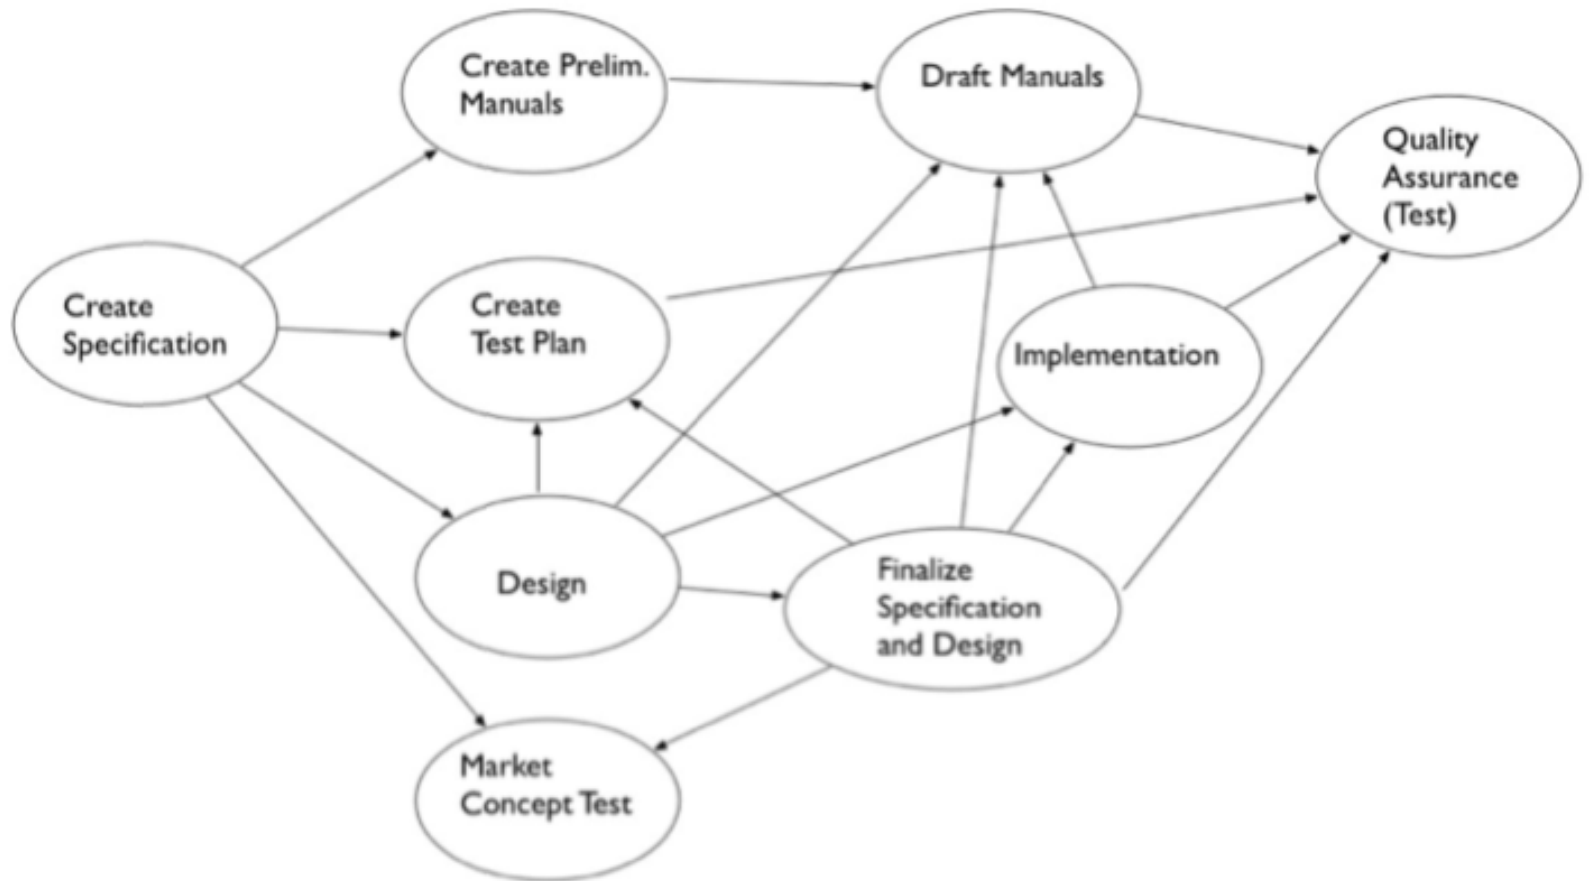 Create Prelim.
Manuals
Draft Manuals
Quality
Assurance
(Test)
Create
Specification
Create
Test Plan
Implementation
Design
Finalize
Specification
and Design
Market
Concept Test